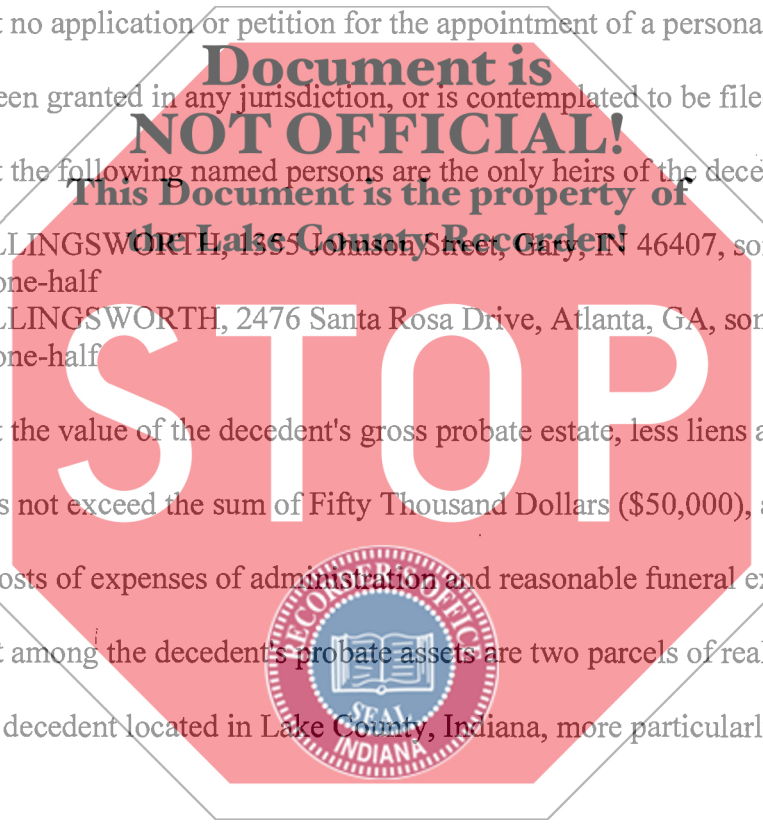 t no application or petition for the appointment of a persona
Document is
een granted in any jurisdiction, or is contemplated to be file
NOT OFFICIAL!
t the following named persons are the only heirs of the dece
This Document is the property of
LLINGSWORTH, 1355 Johnson Street, Gary, IN 46407, so
the Lake County Recorder!
one-half
LLINGSWORTH, 2476 Santa Rosa Drive, Atlanta, GA, son
one-half
STOP
t the value of the decedent's gross probate estate, less liens a
s not exceed the sum of Fifty Thousand Dollars ($50,000), a
osts of expenses of administration and reasonable funeral ex
RECORDER'S OFFICE
t among the decedent's probate assets are two parcels of real
SEAL
decedent located in Lake County, Indiana, more particularl
INDIANA